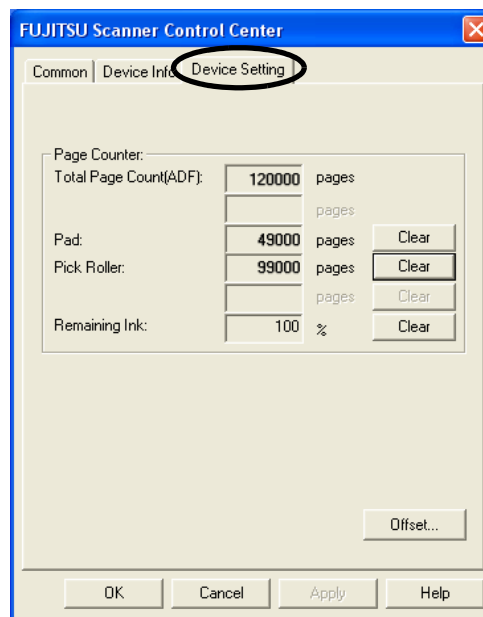 FUJITSU Scanner Control Center
Common Device Info Device Setting
Page Counter:
Total Page Count(ADF): 120000 pages
pages
Pad: 49000 pages Clear
Pick Roller: 99000 pages Clear
pages Clear
Remaining Ink: 100 % Clear
Offset...
OK Cancel Apply Help